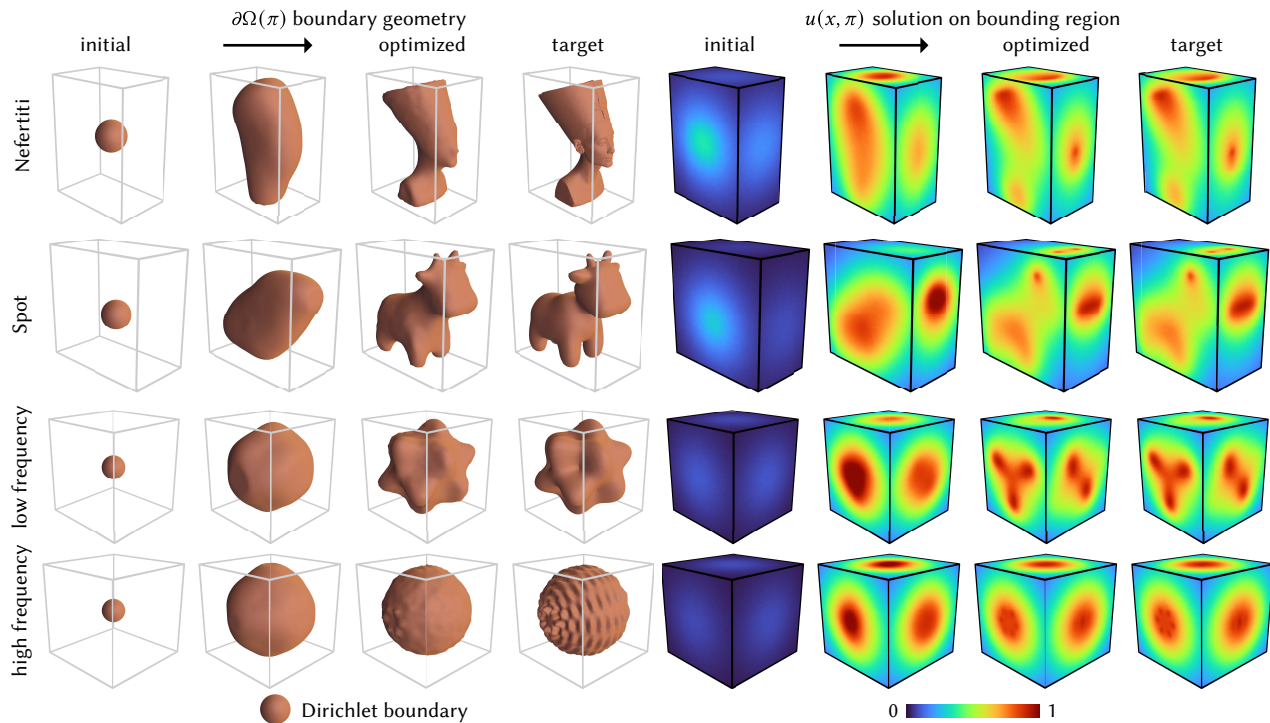 ∂Ω(π) boundary geometry
u(x, π) solution on bounding region
initial optimized target initial optimized target
Nefertiti
Spot
low frequency
high frequency
Dirichlet boundary
0 1